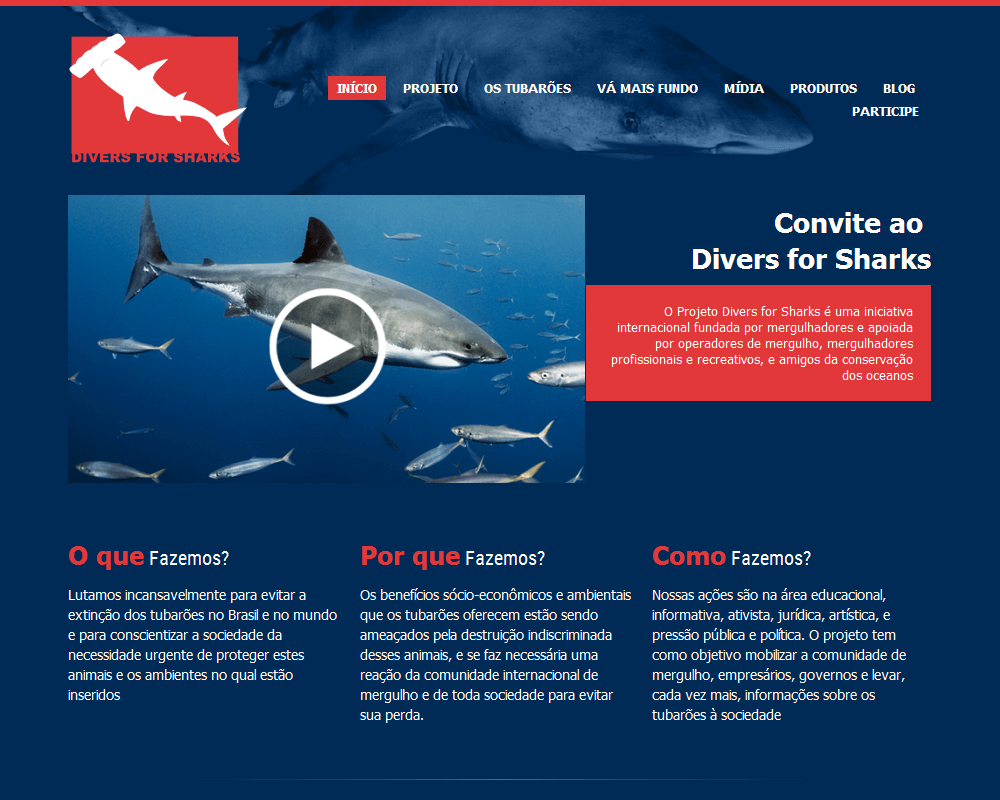 DIVERS FOR SHARKS
INÍCIO PROJETO OS TUBARÕES VÁ MAIS FUNDO MÍDIA PRODUTOS BLOG
PARTICIPE
Convite ao
Divers for Sharks
O Projeto Divers for Sharks é uma iniciativa
internacional fundada por mergulhadores e apoiada
por operadores de mergulho, mergulhadores
profissionais e recreativos, e amigos da conservação
dos oceanos
O que Fazemos?
Lutamos incansavelmente para evitar a
extinção dos tubarões no Brasil e no mundo
e para conscientizar a sociedade da
necessidade urgente de proteger estes
animais e os ambientes no qual estão
inseridos
Por que Fazemos?
Os benefícios sócio-econômicos e ambientais
que os tubarões oferecem estão sendo
ameaçados pela destruição indiscriminada
desses animais, e se faz necessária uma
reação da comunidade internacional de
mergulho e de toda sociedade para evitar
sua perda.
Como Fazemos?
Nossas ações são na área educacional,
informativa, ativista, jurídica, artística, e
pressão pública e política. O projeto tem
como objetivo mobilizar a comunidade de
mergulho, empresários, governos e levar,
cada vez mais, informações sobre os
tubarões à sociedade